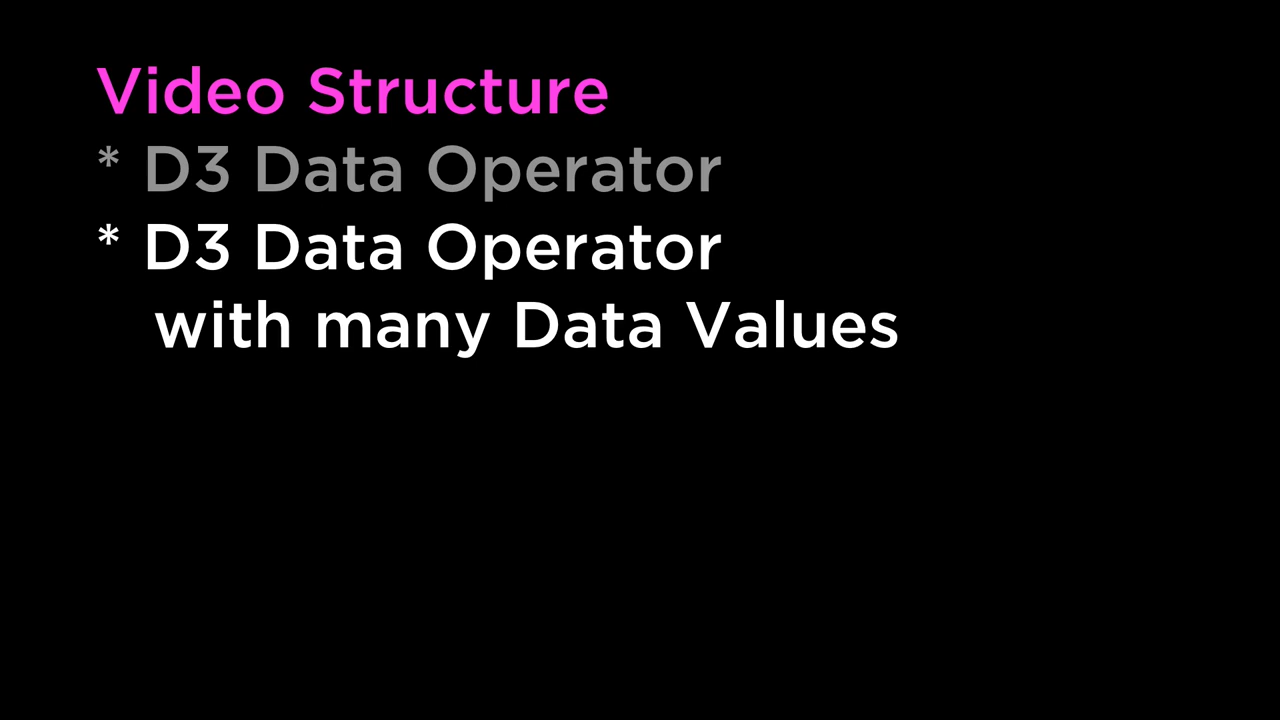 Video Structure
* D3 Data Operator
* D3 Data Operator
with many Data Values